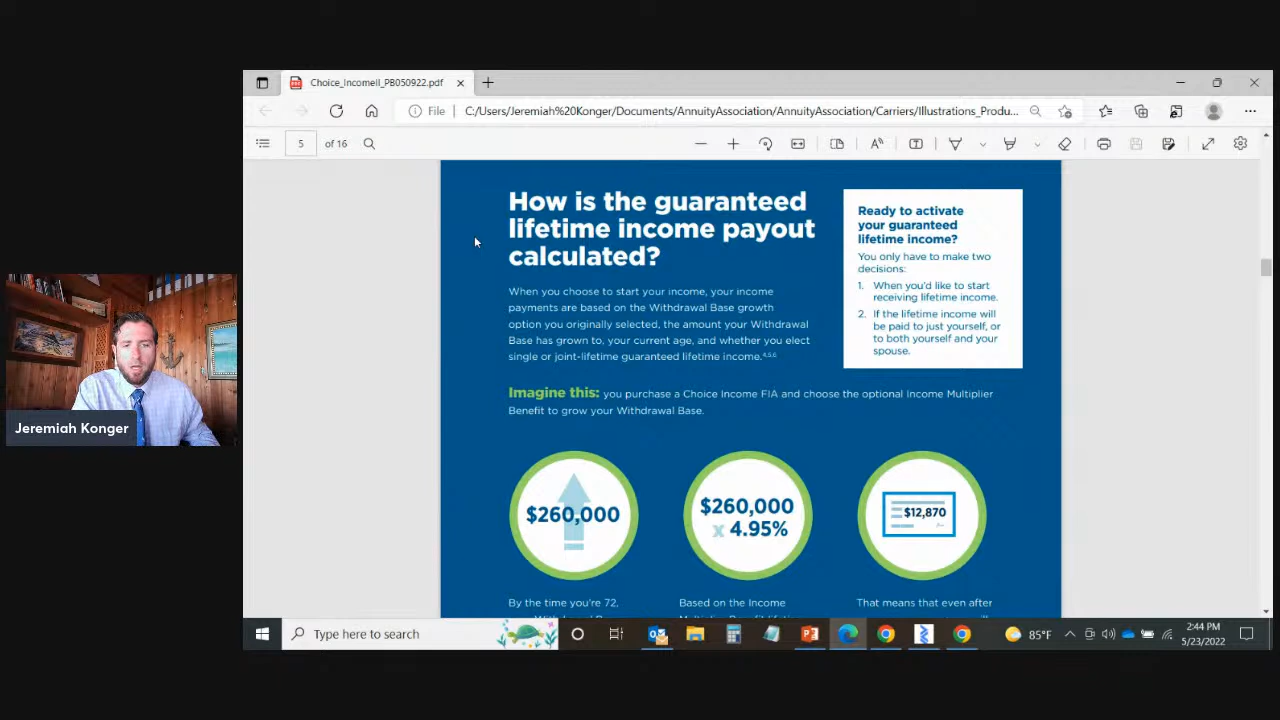 Choice_IncomeII_PB050922.pdf
File
C:/Users/Jeremiah%20Konger/Documents/AnnuityAssociation/AnnuityAssociation/Carriers/Illustrations_Produ...
5 of 16
How is the guaranteed
lifetime income payout
calculated?
When you choose to start your income, your income
payments are based on the Withdrawal Base growth
option you originally selected, the amount your Withdrawal
Base has grown to, your current age, and whether you elect
single or joint-lifetime guaranteed lifetime income.4,5,6
Ready to activate
your guaranteed
lifetime income?
You only have to make two
decisions:
1. When you'd like to start
receiving lifetime income.
2. If the lifetime income will
be paid to just yourself, or
to both yourself and your
spouse.
Imagine this: you purchase a Choice Income FIA and choose the optional Income Multiplier
Benefit to grow your Withdrawal Base.
$260,000
$260,000
x 4.95%
$12,870
By the time you're 72,
Based on the Income
That means that even after
Jeremiah Konger
Type here to search
85°F
2:44 PM
5/23/2022